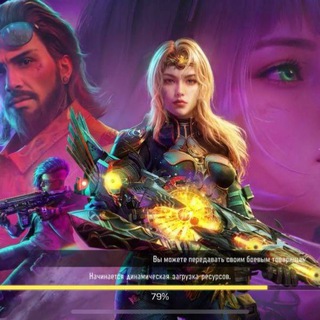 Вы можете передавать своим боевым товарищам
Начинается динамическая загрузка ресурсов.
79%